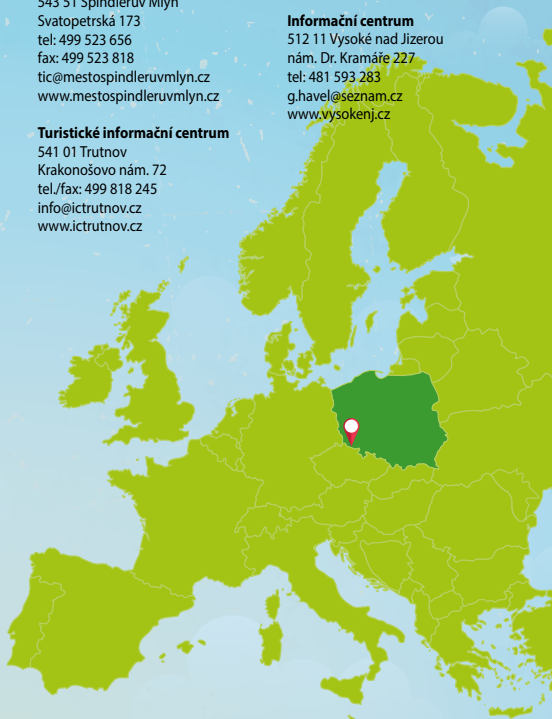 543 51 Špindlerův Mlýn
Svatopetrská 173
tel: 499 523 656
fax: 499 523 818
tic@mestospindleruvmlyn.cz
www.mestospindleruvmlyn.cz
Turistické informační centrum
541 01 Trutnov
Krakonošovo nám. 72
tel./fax: 499 818 245
info@ictrutnov.cz
www.ictrutnov.cz
Informační centrum
512 11 Vysoké nad Jizerou
nám. Dr. Kramáře 227
tel: 481 593 283
g.havel@seznam.cz
www.vysokenj.cz